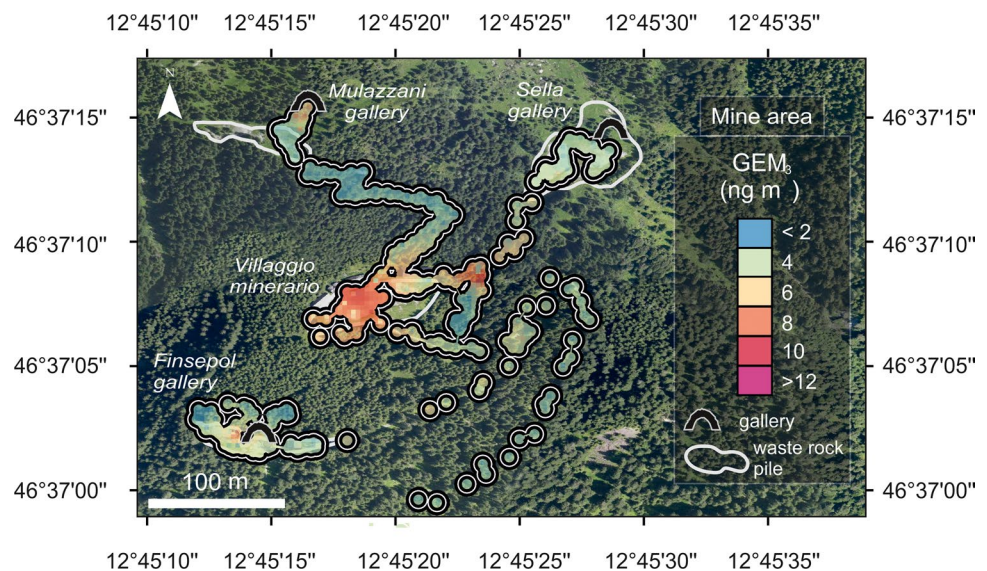 12°45'10" 12°45'15" 12°45'20" 12°45'25" 12°45'30" 12°45'35"
N
Mulazzani
gallery
Sella
gallery
Mine area
46°37'15" 46°37'15"
GEM3
(ng m )
< 2
4
6
8
10
>12
46°37'10" 46°37'10"
Villaggio
minerario
46°37'05" 46°37'05"
Finsepol
gallery
gallery
waste rock
pile
100 m
46°37'00" 46°37'00"
12°45'10" 12°45'15" 12°45'20" 12°45'25" 12°45'30" 12°45'35"